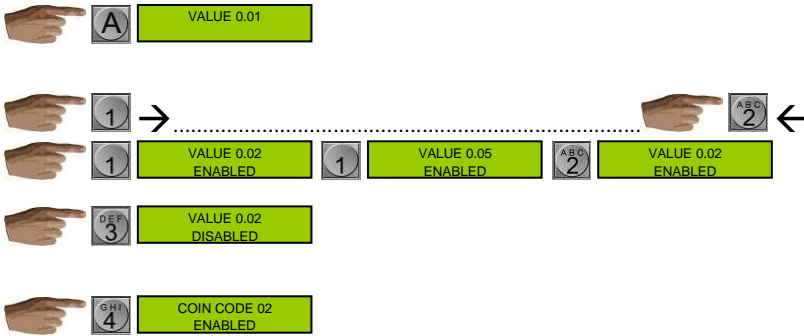 A VALUE 0.01
1 → ABC 2 ←
1 VALUE 0.02 1 VALUE 0.05 ABC 2 VALUE 0.02
ENABLED ENABLED ENABLED
DEF 3 VALUE 0.02
DISABLED
GHI 4 COIN CODE 02
ENABLED